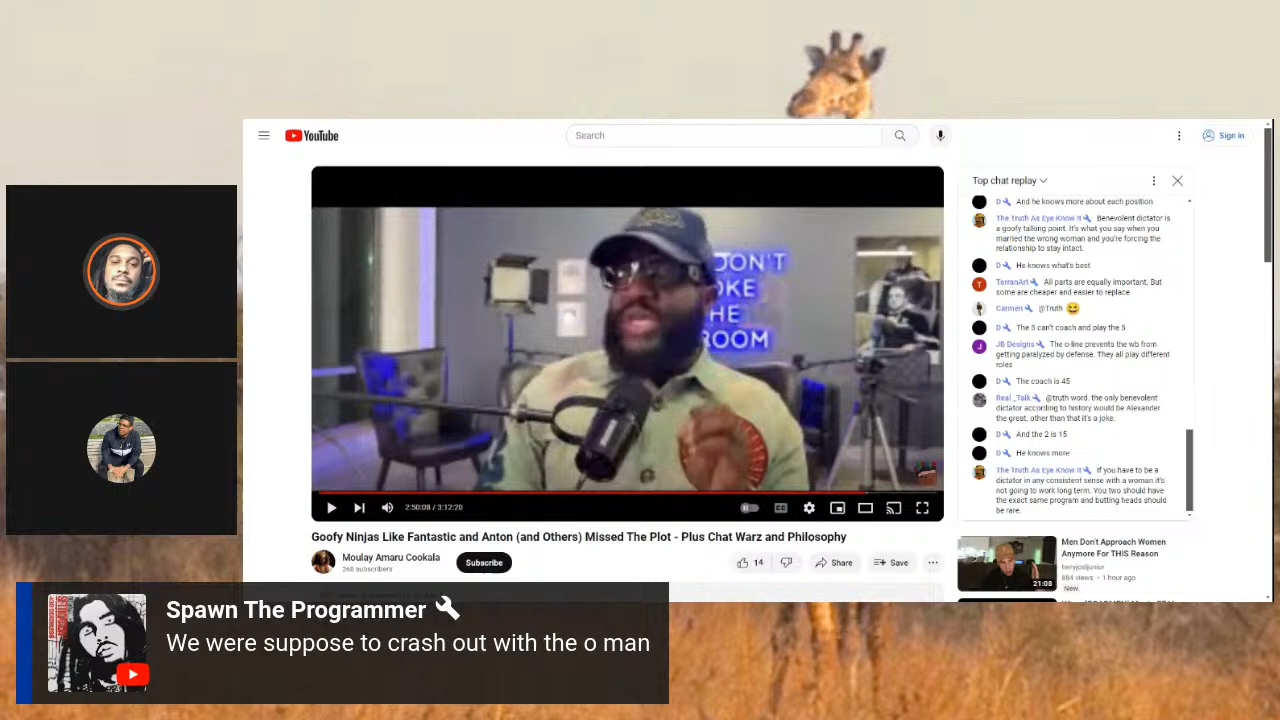 YouTube
Search
Sign in
DON'T
OKE
HE
ROOM
2:50:08 / 3:12:20
Goofy Ninjas Like Fantastic and Anton (and Others) Missed The Plot - Plus Chat Warz and Philosophy
Moulay Amaru Cookala
268 subscribers
Subscribe
14
Share
Save
Top chat replay
D And he knows more about each position
The Truth As Eye Know It Benevolent dictator is
a goofy talking point. It's what you say when you
married the wrong woman and you're forcing the
relationship to stay intact.
D He knows what's best
TerranArt All parts are equally important. But
some are cheaper and easier to replace
Carmen @Truth 😆
D The 5 can't coach and play the 5
JB Designs The o-line prevents the wb from
getting paralyzed by defense. They all play different
roles
D The coach is 45
Real _Talk @truth word. the only benevolent
dictator according to history would be Alexander
the great. other than that it's a joke.
D And the 2 is 15
D He knows more
The Truth As Eye Know It If you have to be a
dictator in any consistent sense with a woman it's
not going to work long term. You two should have
the exact same program and butting heads should
be rare.
21:08
Men Don't Approach Women
Anymore For THIS Reason
terryjoeljunior
884 views • 1 hour ago
New
Spawn The Programmer
We were suppose to crash out with the o man